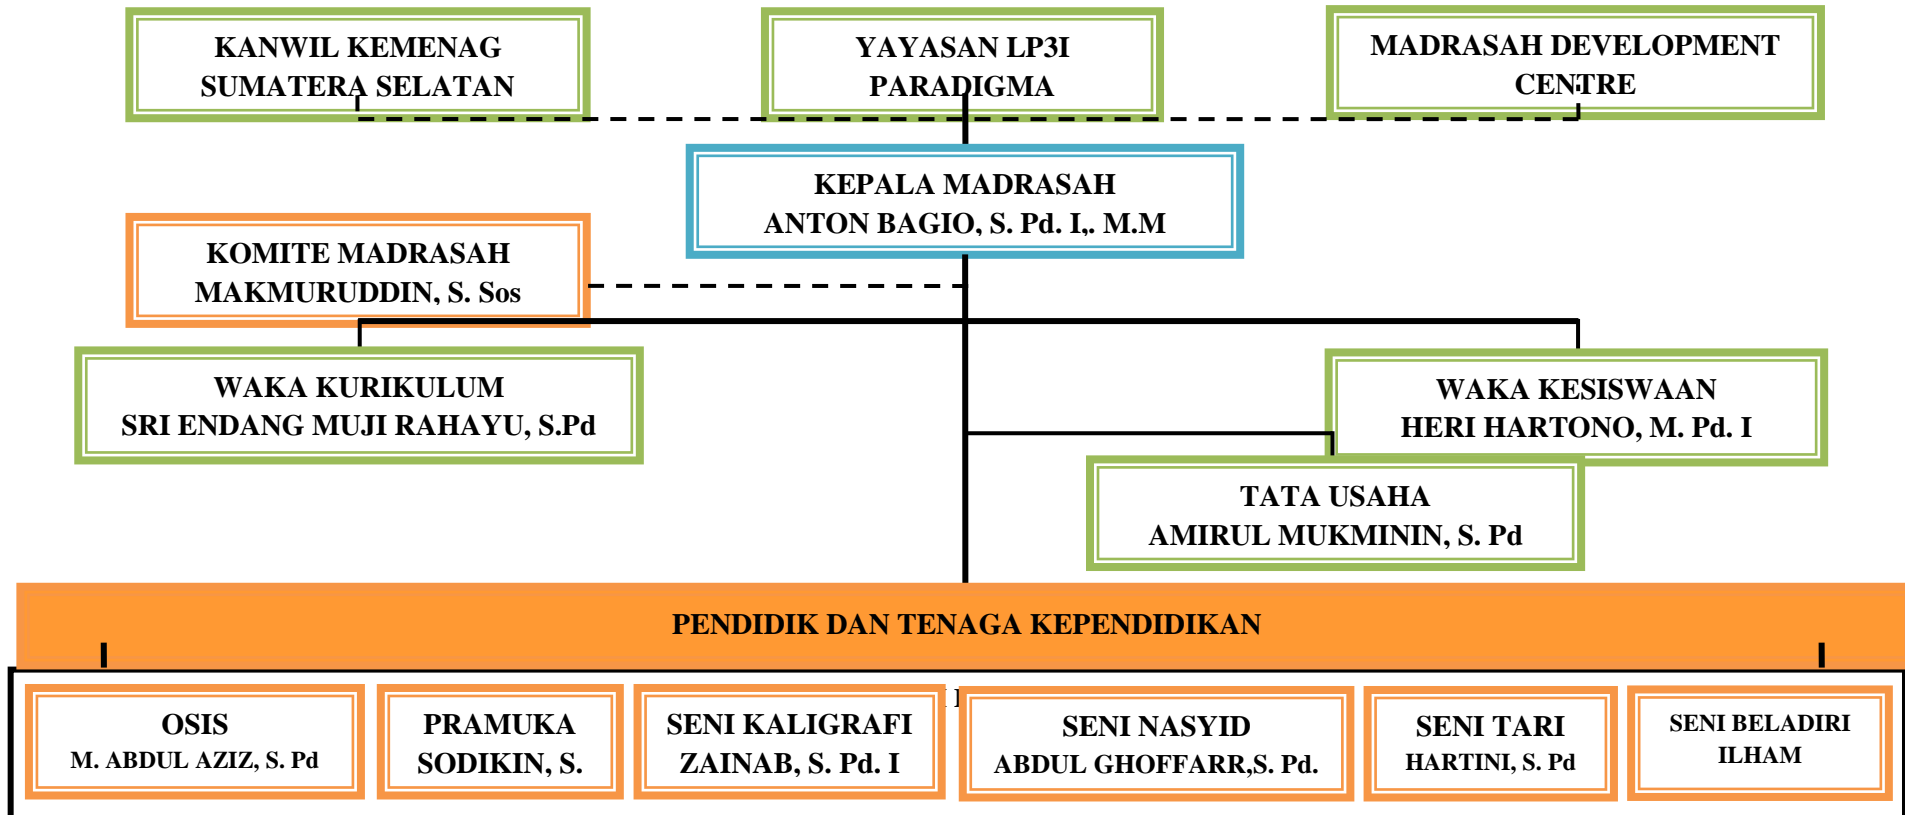 KANWIL KEMENAG
SUMATERA SELATAN
YAYASAN LP3I
PARADIGMA
MADRASAH DEVELOPMENT
CENTRE
KEPALA MADRASAH
ANTON BAGIO, S. Pd. I,. M.M
KOMITE MADRASAH
MAKMURUDDIN, S. Sos
WAKA KURIKULUM
SRI ENDANG MUJI RAHAYU, S.Pd
WAKA KESISWAAN
HERI HARTONO, M. Pd. I
TATA USAHA
AMIRUL MUKMININ, S. Pd
PENDIDIK DAN TENAGA KEPENDIDIKAN
OSIS
M. ABDUL AZIZ, S. Pd
PRAMUKA
SODIKIN, S.
SENI KALIGRAFI
ZAINAB, S. Pd. I
SENI NASYID
ABDUL GHOFFARR,S. Pd.
SENI TARI
HARTINI, S. Pd
SENI BELADIRI
ILHAM